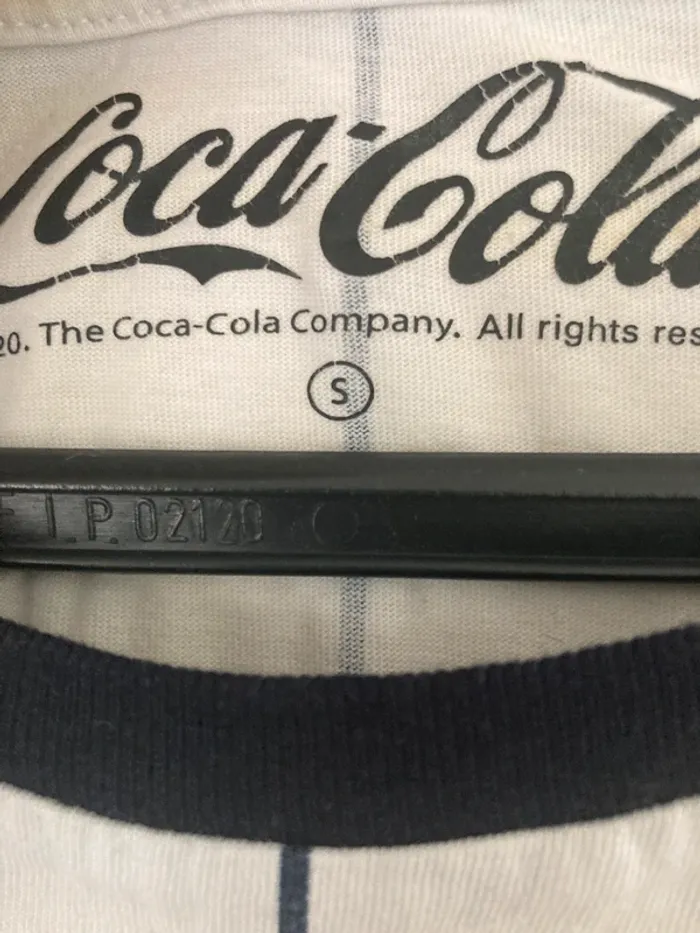 Coca-Cola
20. The Coca-Cola Company. All rights res
S
I.P. 02120